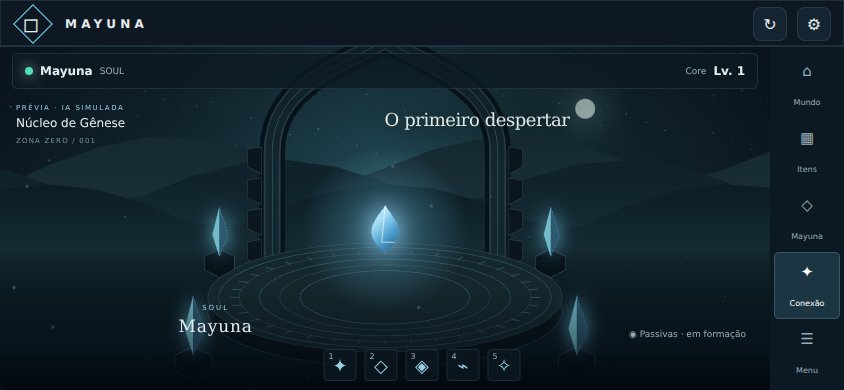 MAYUNA
Mayuna SOUL
Core Lv. 1
PRÉVIA · IA SIMULADA
Núcleo de Gênese
ZONA ZERO / 001
O primeiro despertar
SOUL
Mayuna
◉ Passivas · em formação
1 2 3 4 5
Mundo
Itens
Mayuna
Conexão
Menu